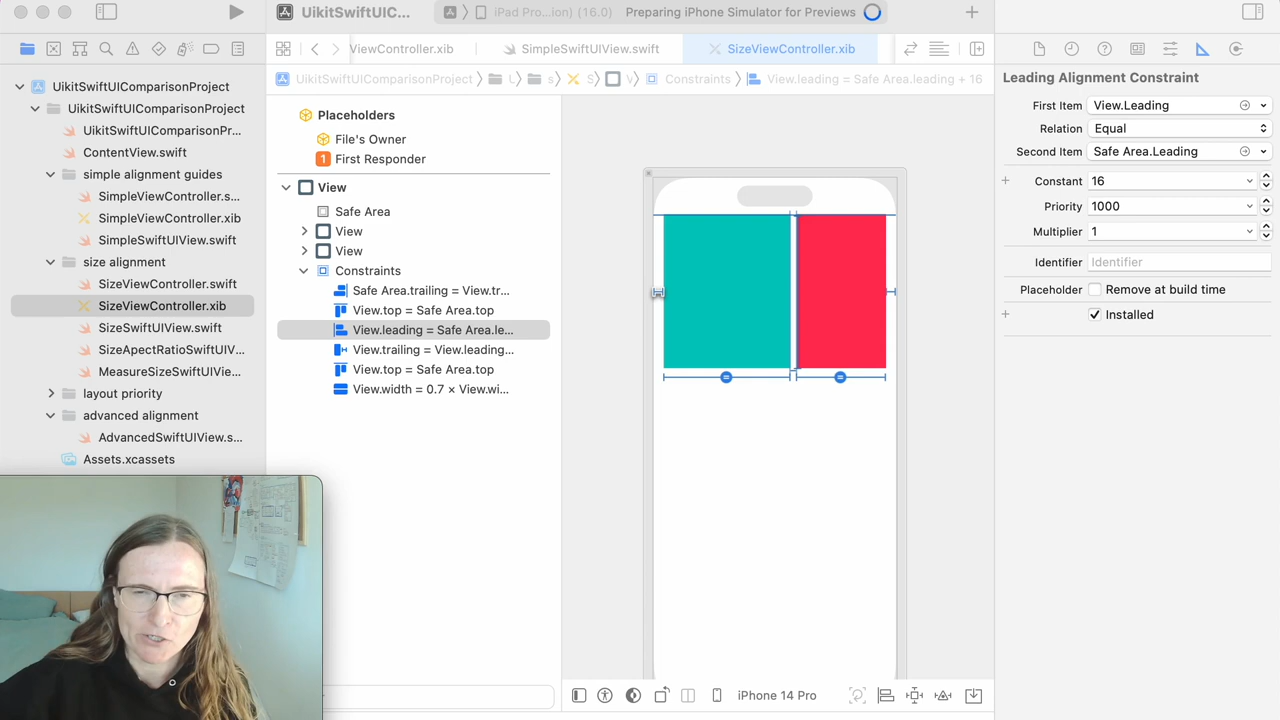 UikitSwiftUIC...
iPad Pro...ion) (16.0)
Preparing iPhone Simulator for Previews
ViewController.xib
SimpleSwiftUIView.swift
SizeViewController.xib
UikitSwiftUIComparisonProject
L
s
S
V
Constraints
View.leading = Safe Area.leading + 16
UikitSwiftUIComparisonProject
UikitSwiftUIComparisonProject
UikitSwiftUIComparisonPr...
ContentView.swift
simple alignment guides
SimpleViewController.s...
SimpleViewController.xib
SimpleSwiftUIView.swift
size alignment
SizeViewController.swift
SizeViewController.xib
SizeSwiftUIView.swift
SizeApectRatioSwiftUIV...
MeasureSizeSwiftUIVie...
layout priority
advanced alignment
AdvancedSwiftUIView.s...
Assets.xcassets
Placeholders
File's Owner
1 First Responder
View
Safe Area
View
View
Constraints
Safe Area.trailing = View.tr...
View.top = Safe Area.top
View.leading = Safe Area.le...
View.trailing = View.leading...
View.top = Safe Area.top
View.width = 0.7 × View.wi...
iPhone 14 Pro
Leading Alignment Constraint
First Item View.Leading
Relation Equal
Second Item Safe Area.Leading
Constant 16
Priority 1000
Multiplier 1
Identifier Identifier
Placeholder Remove at build time
Installed